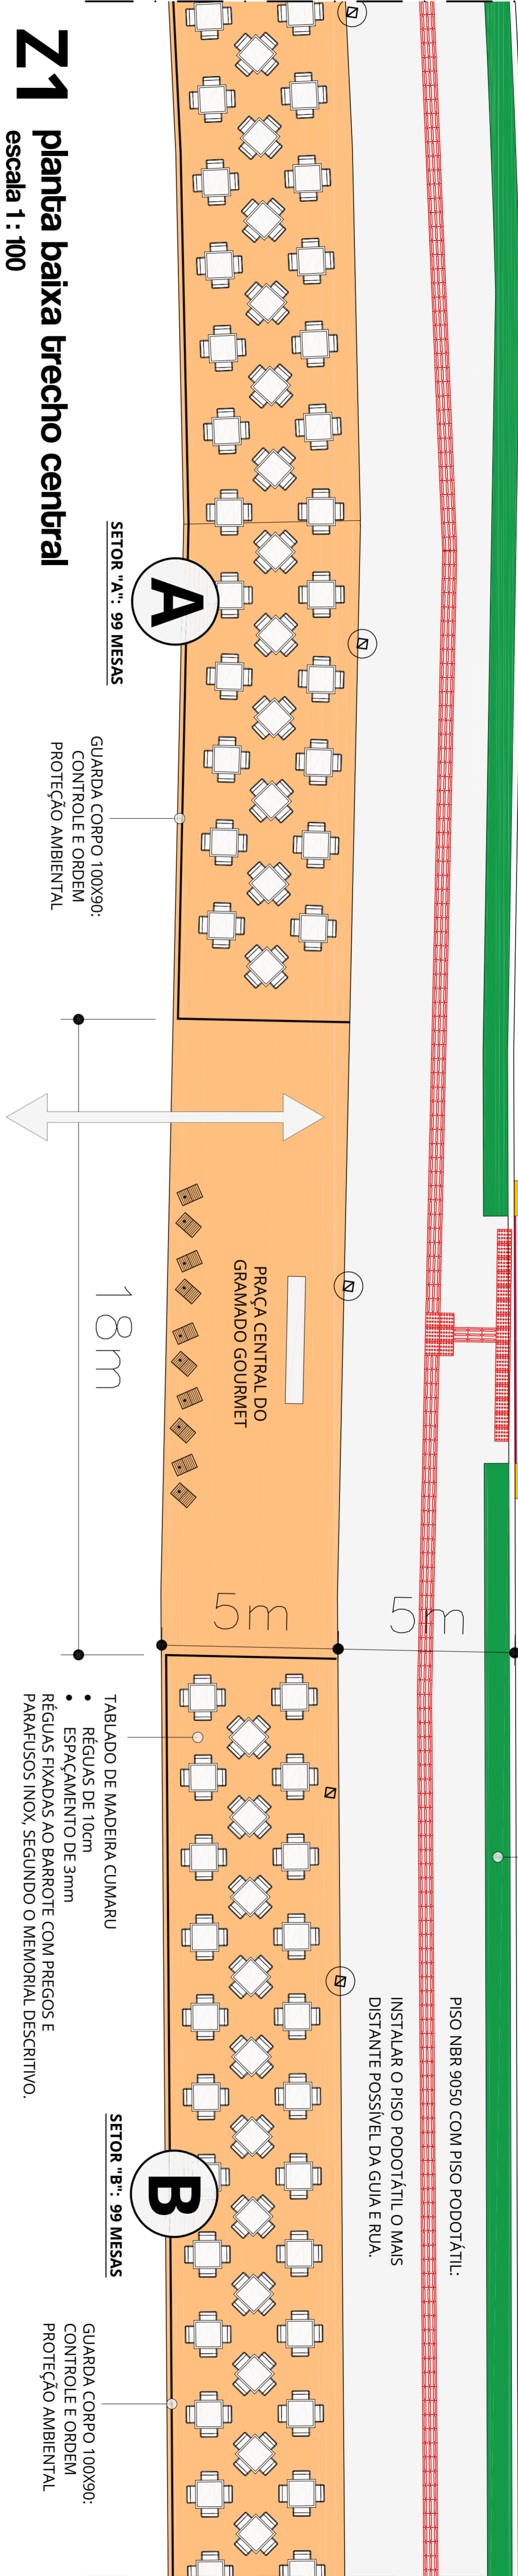 Z1 planta baixa trecho central
escala 1 : 100
SETOR "A":  99 MESAS
A
GUARDA CORPO 100X90:
CONTROLE E ORDEM
PROTEÇÃO AMBIENTAL
18m
PRAÇA CENTRAL DO
GRAMADO GOURMET
5m
5m
TABLADO DE MADEIRA CUMARU
• RÉGUAS DE 10cm
• ESPAÇAMENTO DE 3mm
RÉGUAS FIXADAS AO BARROTE COM PREGOS E
PARAFUSOS INOX, SEGUNDO O MEMORIAL DESCRITIVO.
PISO NBR 9050 COM PISO PODOTÁTIL:
INSTALAR O PISO PODOTÁTIL O MAIS
DISTANTE POSSÍVEL DA GUIA E RUA.
SETOR "B":  99 MESAS
B
GUARDA CORPO 100X90:
CONTROLE E ORDEM
PROTEÇÃO AMBIENTAL